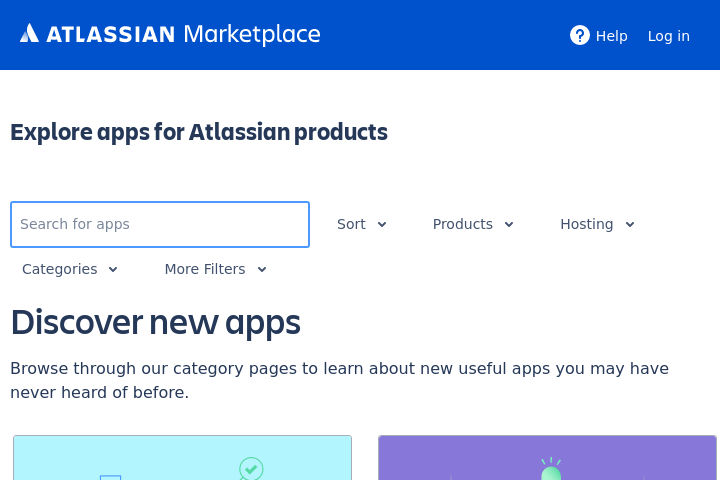 ATLASSIAN Marketplace
Help
Log in
Explore apps for Atlassian products
Search for apps
Sort
Products
Hosting
Categories
More Filters
Discover new apps
Browse through our category pages to learn about new useful apps you may have
never heard of before.